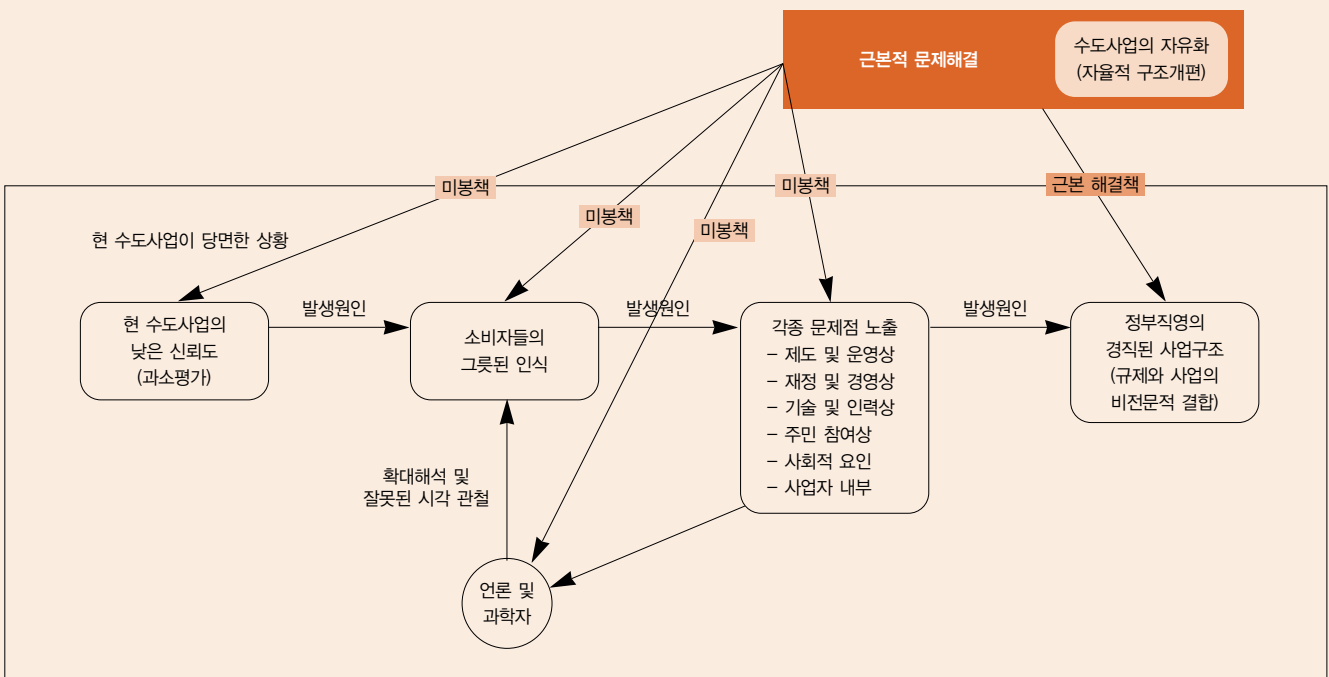 근본적 문제해결
수도사업의 자유화
(자율적 구조개편)
미봉책
미봉책
미봉책
미봉책
근본 해결책
현 수도사업이 당면한 상황
현 수도사업의
낮은 신뢰도
(과소평가)
발생원인
소비자들의
그릇된 인식
발생원인
각종 문제점 노출
– 제도 및 운영상
– 재정 및 경영상
– 기술 및 인력상
– 주민 참여상
– 사회적 요인
– 사업자 내부
발생원인
정부직영의
경직된 사업구조
(규제와 사업의
비전문적 결합)
확대해석 및
잘못된 시각 관철
언론 및
과학자